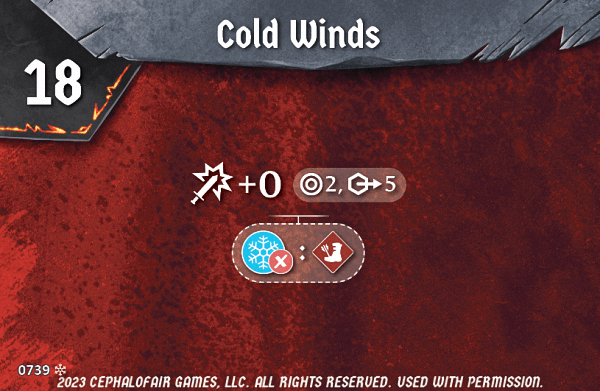 Cold Winds
18
+0 2, 5
:
0739
2023 CEPHALOFAIR GAMES, LLC. ALL RIGHTS RESERVED. USED WITH PERMISSION.